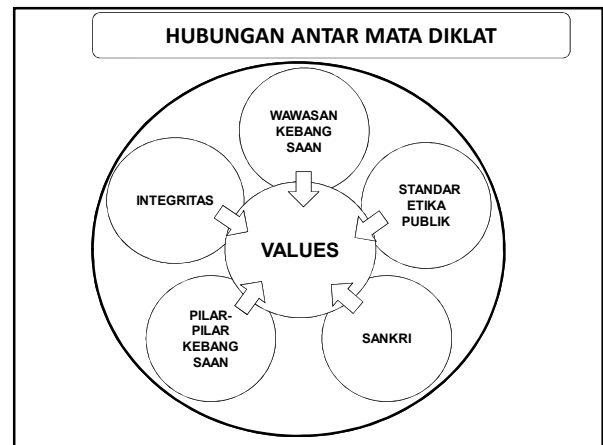 HUBUNGAN ANTAR MATA DIKLAT
WAWASAN
KEBANG
SAAN
INTEGRITAS
STANDAR
ETIKA
PUBLIK
VALUES
PILAR-
PILAR
KEBANG
SAAN
SANKRI